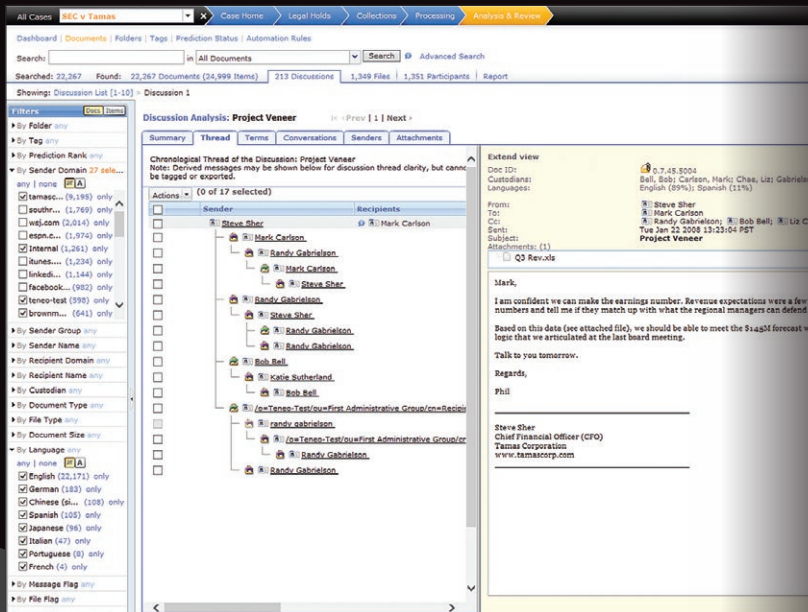 All Cases SEC v Tamas X Case Home Legal Holds Collections Processing Analysis & Review
Dashboard | Documents | Folders | Tags | Prediction Status | Automation Rules
Search: in All Documents Search Advanced Search
Searched: 22,267 Found: 22,267 Documents (24,999 Items) 213 Discussions 1,349 Files 1,351 Participants Report
Showing: Discussion List [1-10] > Discussion 1
Filters Docs Items
By Folder any
By Tag any
By Prediction Rank any
By Sender Domain 27 sele...
any | none A
tamasc... (9,195) only
southr... (1,769) only
wsj.com (2,014) only
espn.c... (1,974) only
Internal (1,261) only
itunes.... (1,234) only
linkedi... (1,144) only
facebook... (982) only
teneo-test (598) only
brownm... (641) only
By Sender Group any
By Sender Name any
By Recipient Domain any
By Recipient Name any
By Custodian any
By Document Type any
By File Type any
By Document Size any
By Language any
any | none A
English (22,171) only
German (183) only
Chinese (si... (108) only
Spanish (105) only
Japanese (96) only
Italian (47) only
Portuguese (8) only
French (4) only
By Message Flag any
By File Flag any
Discussion Analysis: Project Veneer Prev | 1 | Next
Summary Thread Terms Conversations Senders Attachments
Chronological Thread of the Discussion: Project Veneer
Note: Derived messages may be shown below for discussion thread clarity, but cannot
be tagged or exported.
Actions (0 of 17 selected)
Sender Recipients
Steve Sher Mark Carlson
Mark Carlson
Randy Gabrielson
Mark Carlson
Steve Sher
Randy Gabrielson
Steve Sher
Randy Gabrielson
Randy Gabrielson
Bob Bell
Katie Sutherland
Bob Bell
/o=Teneo-Test/ou=First Administrative Group/cn=Recipie
randy gabrielson
/o=Teneo-Test/ou=First Administrative Group/cr
Randy Gabrielson
Randy Gabrielson
Extend view
Doc ID: 0.7.45.5004
Custodians: Bell, Bob; Carlson, Mark; Chae, Liz; Gabrielso
Languages: English (89%); Spanish (11%)
From: Steve Sher
To: Mark Carlson
Cc: Randy Gabrielson; Bob Bell; Liz C
Sent: Tue Jan 22 2008 13:23:04 PST
Subject: Project Veneer
Attachments: (1)
Q3 Rev.xls
Mark,
I am confident we can make the earnings number. Revenue expectations were a few
numbers and tell me if they match up with what the regional managers can defend
Based on this data (see attached file), we should be able to meet the $145M forecast w
logic that we articulated at the last board meeting.
Talk to you tomorrow.
Regards,
Phil
Steve Sher
Chief Financial Officer (CFO)
Tamas Corporation
www.tamascorp.com